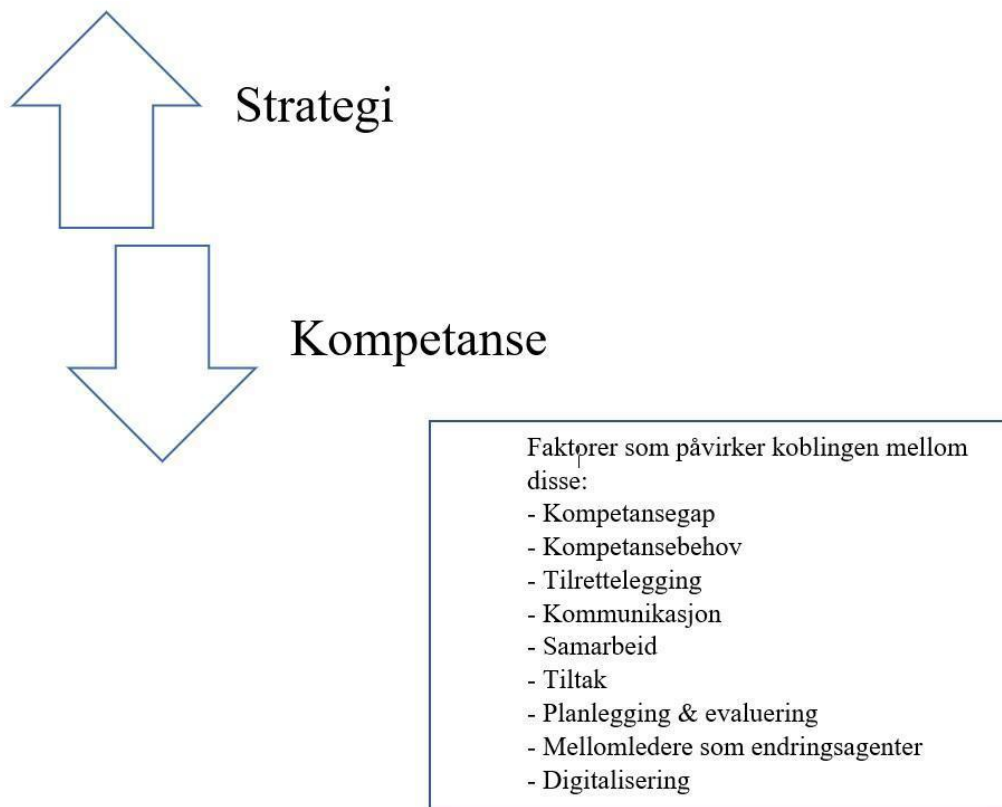 Strategi
Kompetanse
Faktorer som påvirker koblingen mellom
disse:
- Kompetansegap
- Kompetansebehov
- Tilrettelegging
- Kommunikasjon
- Samarbeid
- Tiltak
- Planlegging & evaluering
- Mellomledere som endringsagenter
- Digitalisering